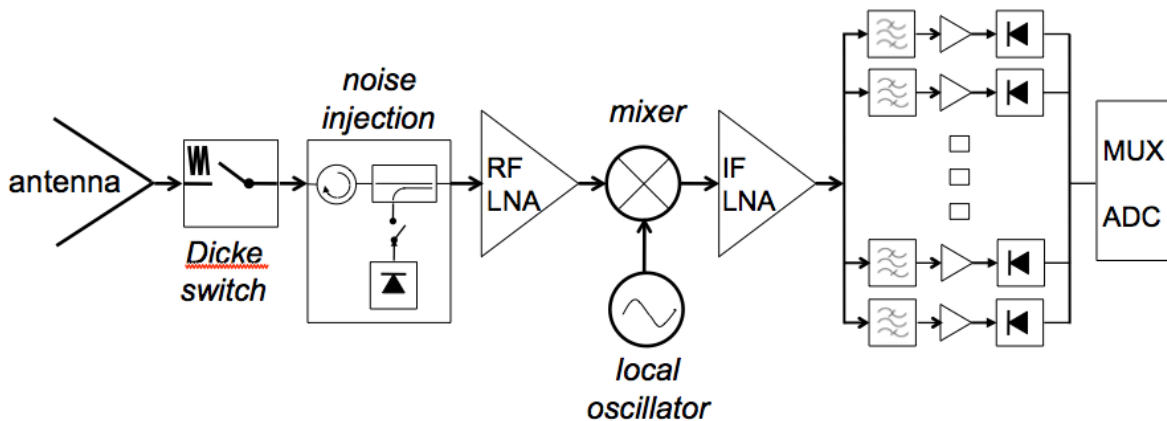 antenna
Dicke
switch
noise
injection
RF
LNA
mixer
local
oscillator
IF
LNA
MUX
ADC